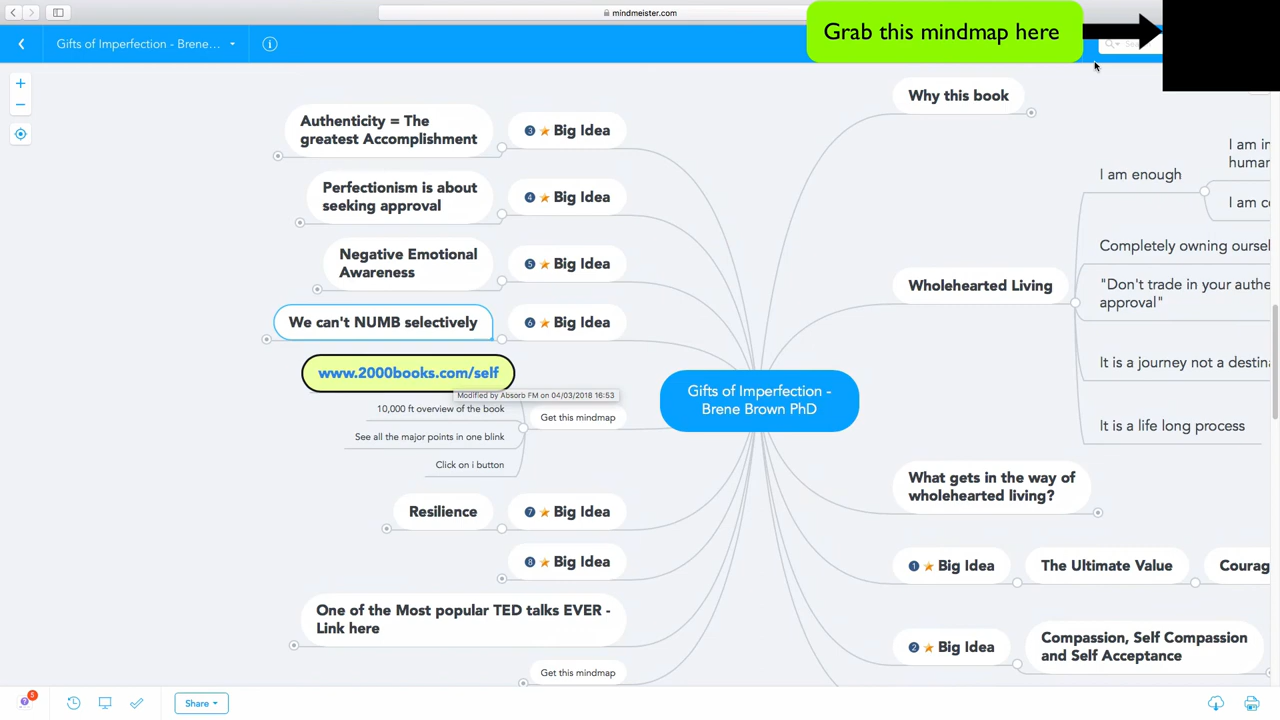 mindmeister.com
Grab this mindmap here
Gifts of Imperfection - Brene...
Authenticity = The
greatest Accomplishment
3 Big Idea
Perfectionism is about
seeking approval
4 Big Idea
Negative Emotional
Awareness
5 Big Idea
We can't NUMB selectively
6 Big Idea
www.2000books.com/self
Modified by Absorb FM on 04/03/2018 16:53
10,000 ft overview of the book
See all the major points in one blink
Click on i button
Get this mindmap
Resilience
7 Big Idea
8 Big Idea
One of the Most popular TED talks EVER -
Link here
Get this mindmap
Gifts of Imperfection -
Brene Brown PhD
Why this book
Wholehearted Living
I am enough
I am in
human
I am co
Completely owning oursel
"Don't trade in your authe
approval"
It is a journey not a destina
It is a life long process
What gets in the way of
wholehearted living?
1 Big Idea
The Ultimate Value
Courag
2 Big Idea
Compassion, Self Compassion
and Self Acceptance
5
Share